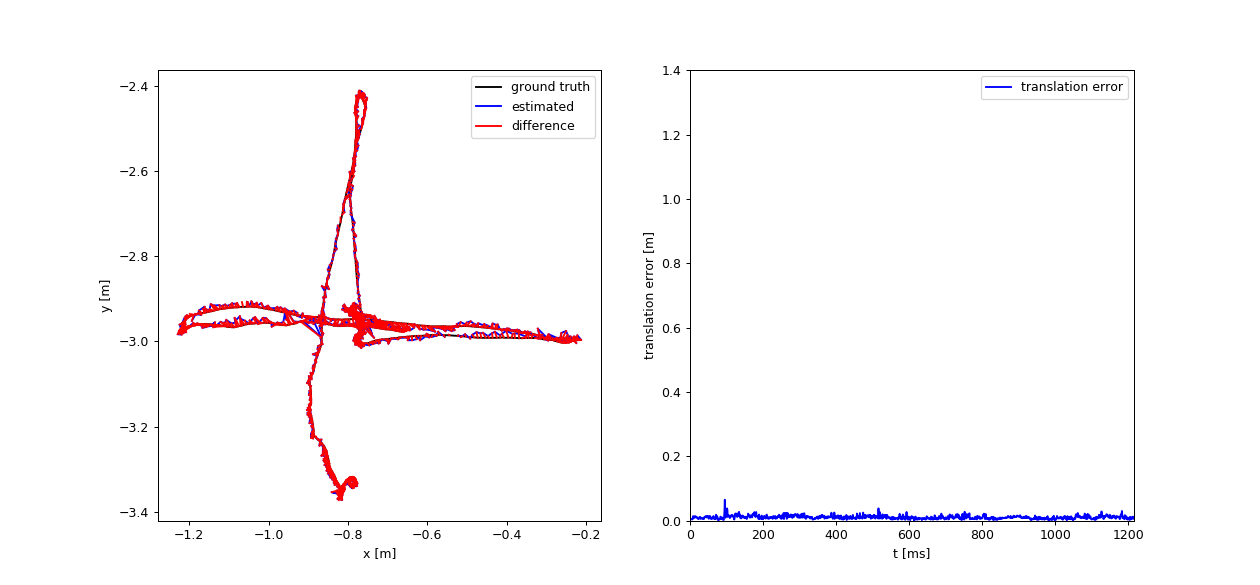 ground truth
estimated
difference
−2.4
−2.6
−2.8
−3.0
−3.2
−3.4
y [m]
−1.2 −1.0 −0.8 −0.6 −0.4 −0.2
x [m]
translation error
1.4
1.2
1.0
0.8
0.6
0.4
0.2
0.0
translation error [m]
0 200 400 600 800 1000 1200
t [ms]